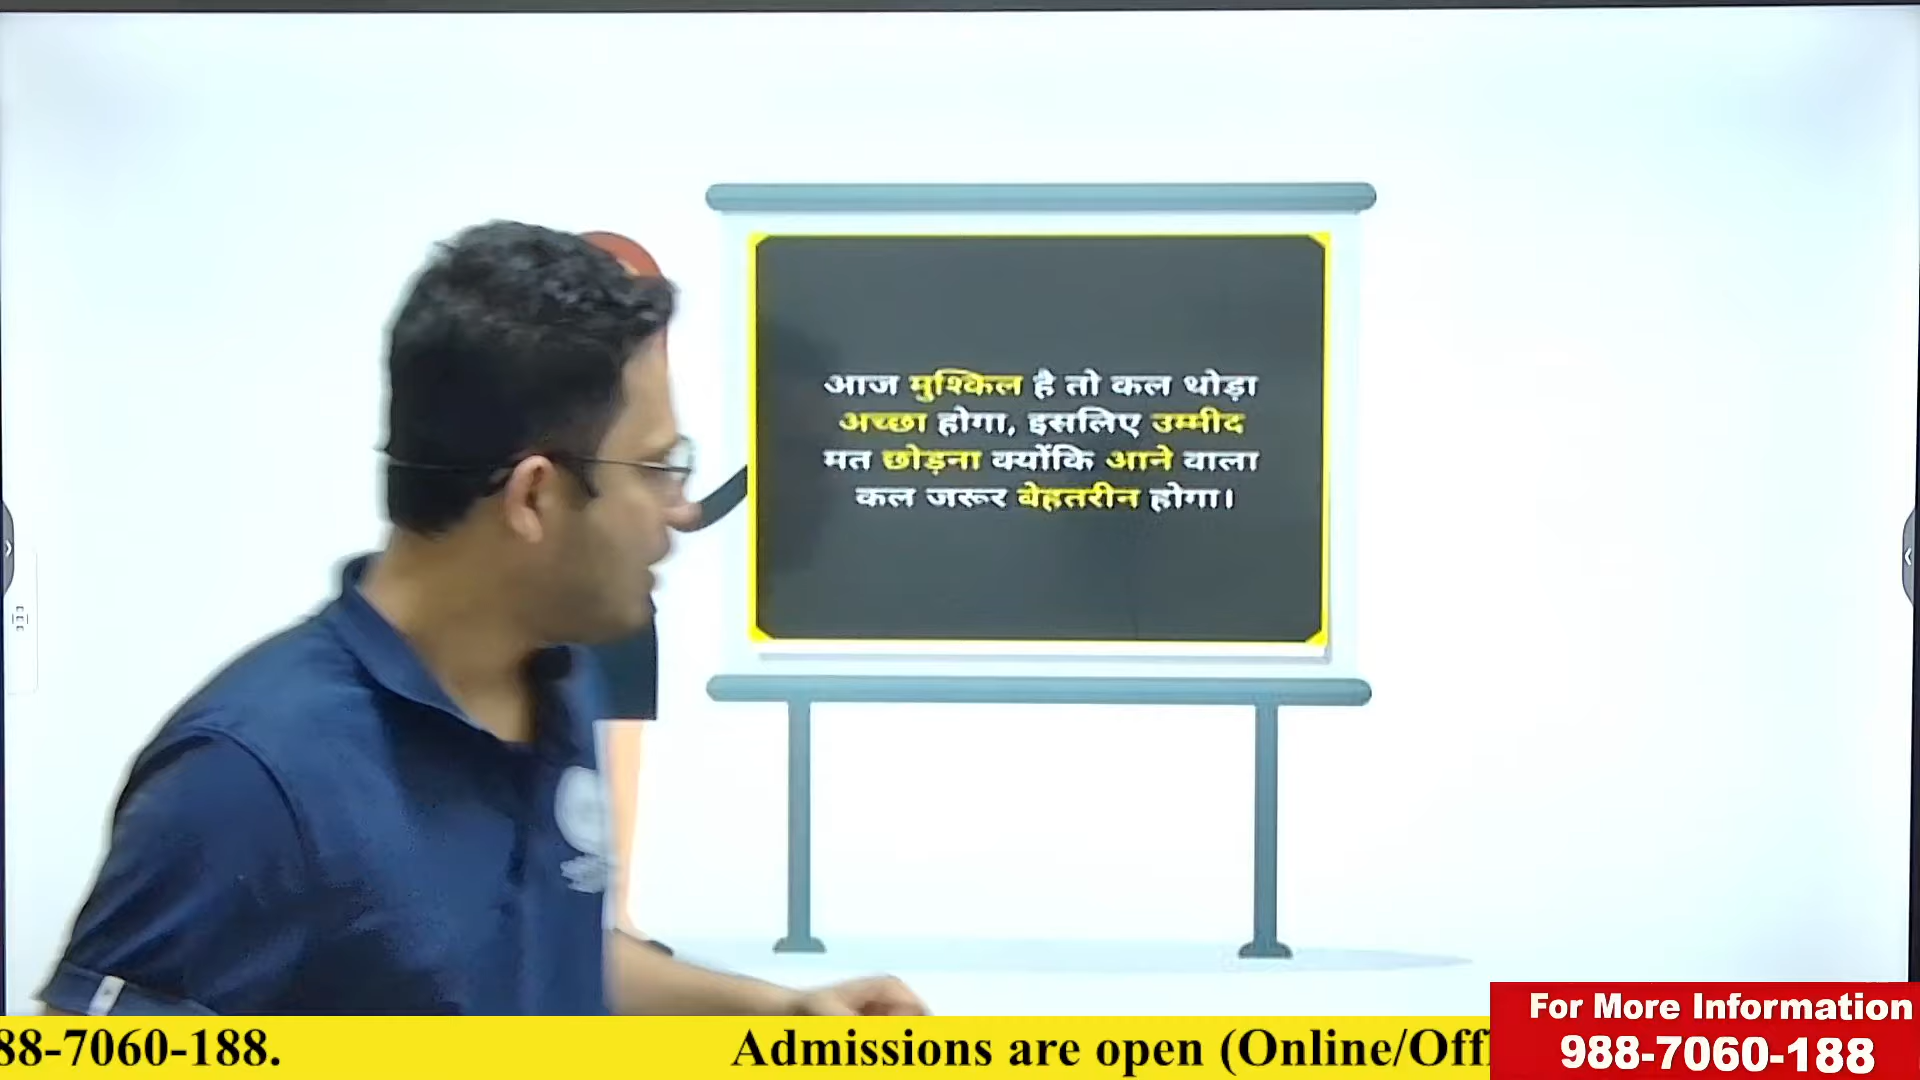 आज मुश्किल है तो कल थोड़ा
अच्छा होगा, इसलिए उम्मीद
मत छोड़ना क्योंकि आने वाला
कल जरूर बेहतरीन होगा।
88-7060-188.
Admissions are open (Online/Off
For More Information
988-7060-188